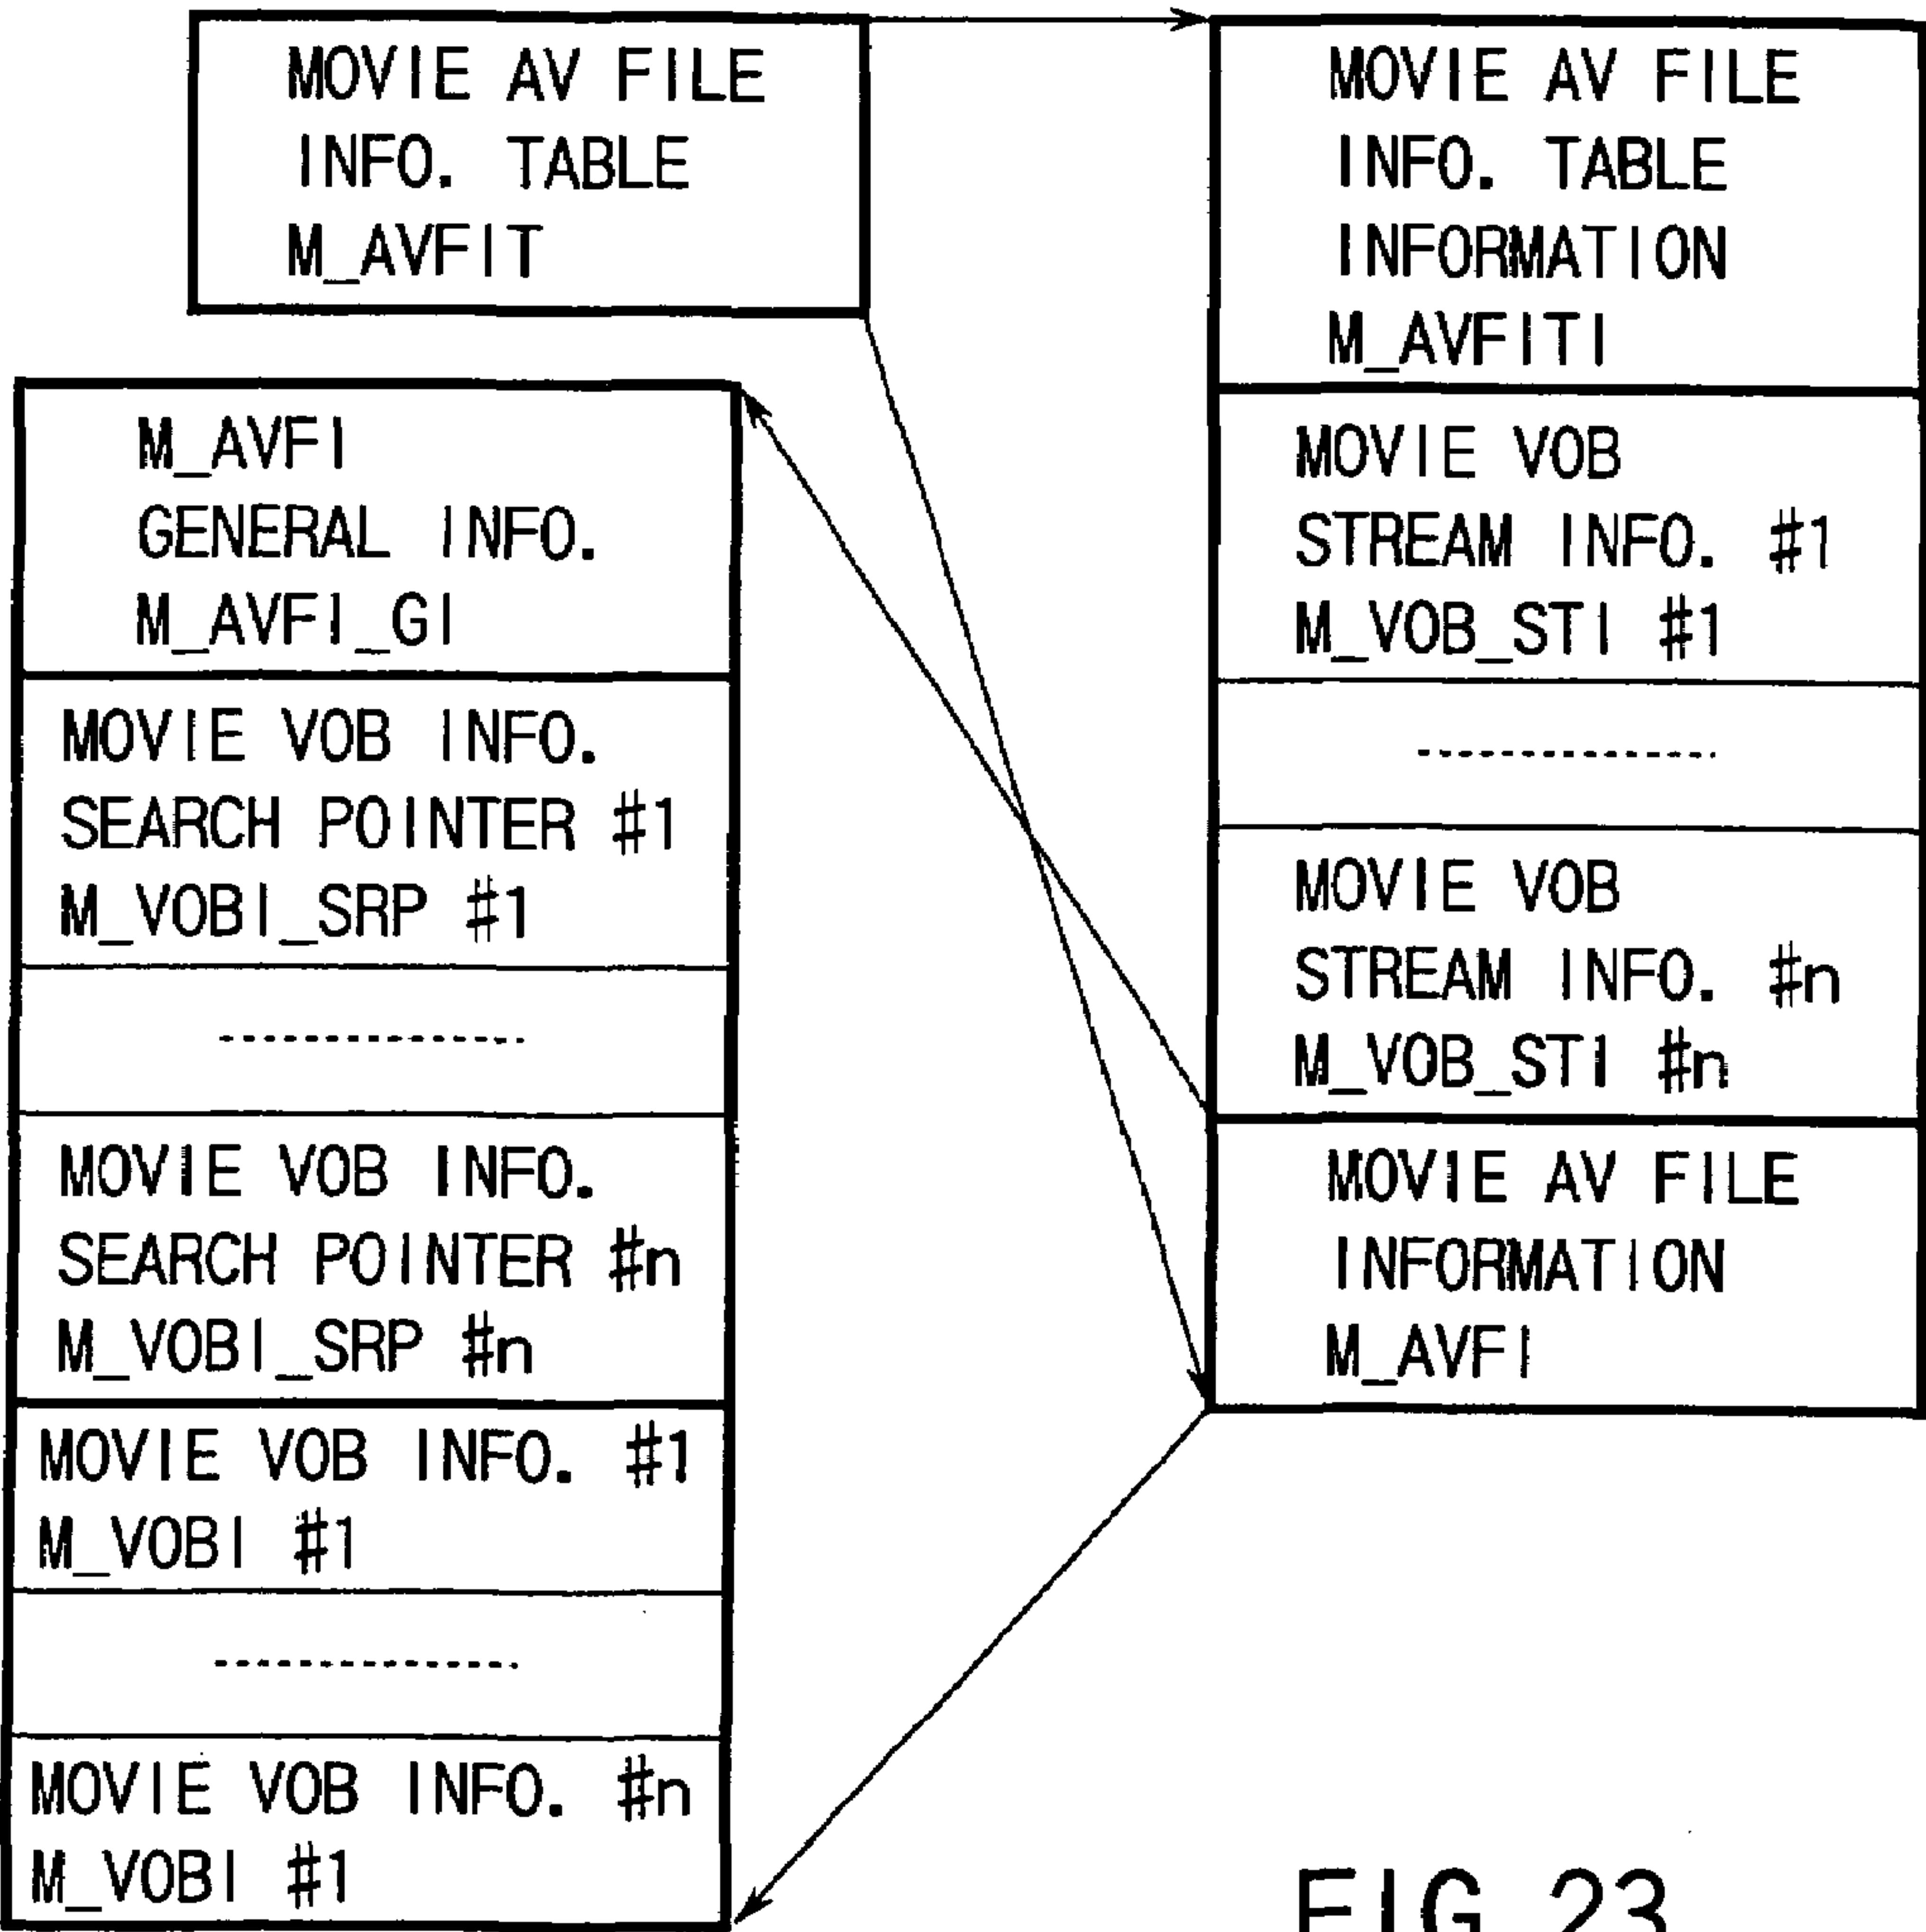 MOVIE AV FILE
INFO. TABLE
M_AVFIT
MOVIE AV FILE
INFO. TABLE
INFORMATION
M_AVFITI
MOVIE VOB
STREAM INFO. #1
M_VOB_STI #1
MOVIE VOB
STREAM INFO. #n
M_VOB_STI #n
MOVIE AV FILE
INFORMATION
M_AVFI
M_AVFI
GENERAL INFO.
M_AVFI_GI
MOVIE VOB INFO.
SEARCH POINTER #1
M_VOBI_SRP #1
MOVIE VOB INFO.
SEARCH POINTER #n
M_VOBI_SRP #n
MOVIE VOB INFO. #1
M_VOBI #1
MOVIE VOB INFO. #n
M_VOBI #1
FIG. 23